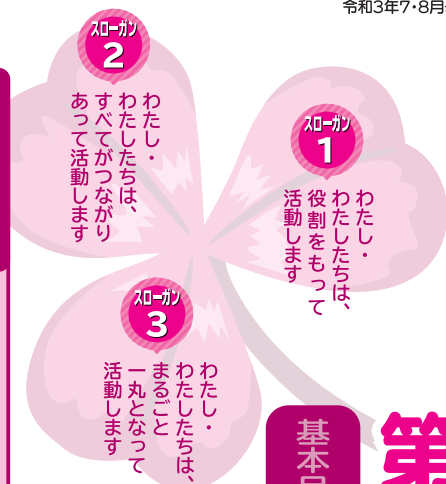 令和3年7・8月
スローガン
1
わたし・
わたしたちは、
役割をもって
活動します
スローガン
2
わたし・
わたしたちは、
すべてがつながり
あって活動します
スローガン
3
わたし・
わたしたちは、
まるごと
一丸となって
活動します
基本
第